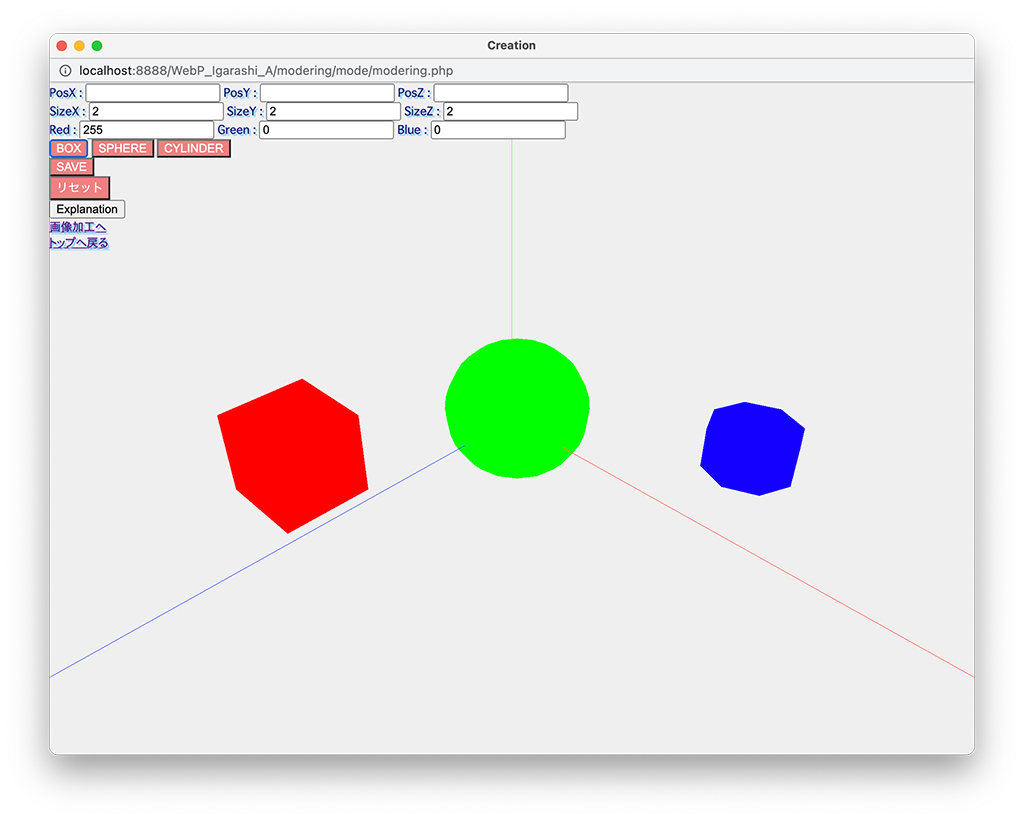 Creation
localhost:8888/WebP_Igarashi_A/modering/mode/modering.php
PosX : PosY : PosZ :
SizeX : 2 SizeY : 2 SizeZ : 2
Red : 255 Green : 0 Blue : 0
BOX SPHERE CYLINDER
SAVE
リセット
Explanation
画像加工へ
トップへ戻る